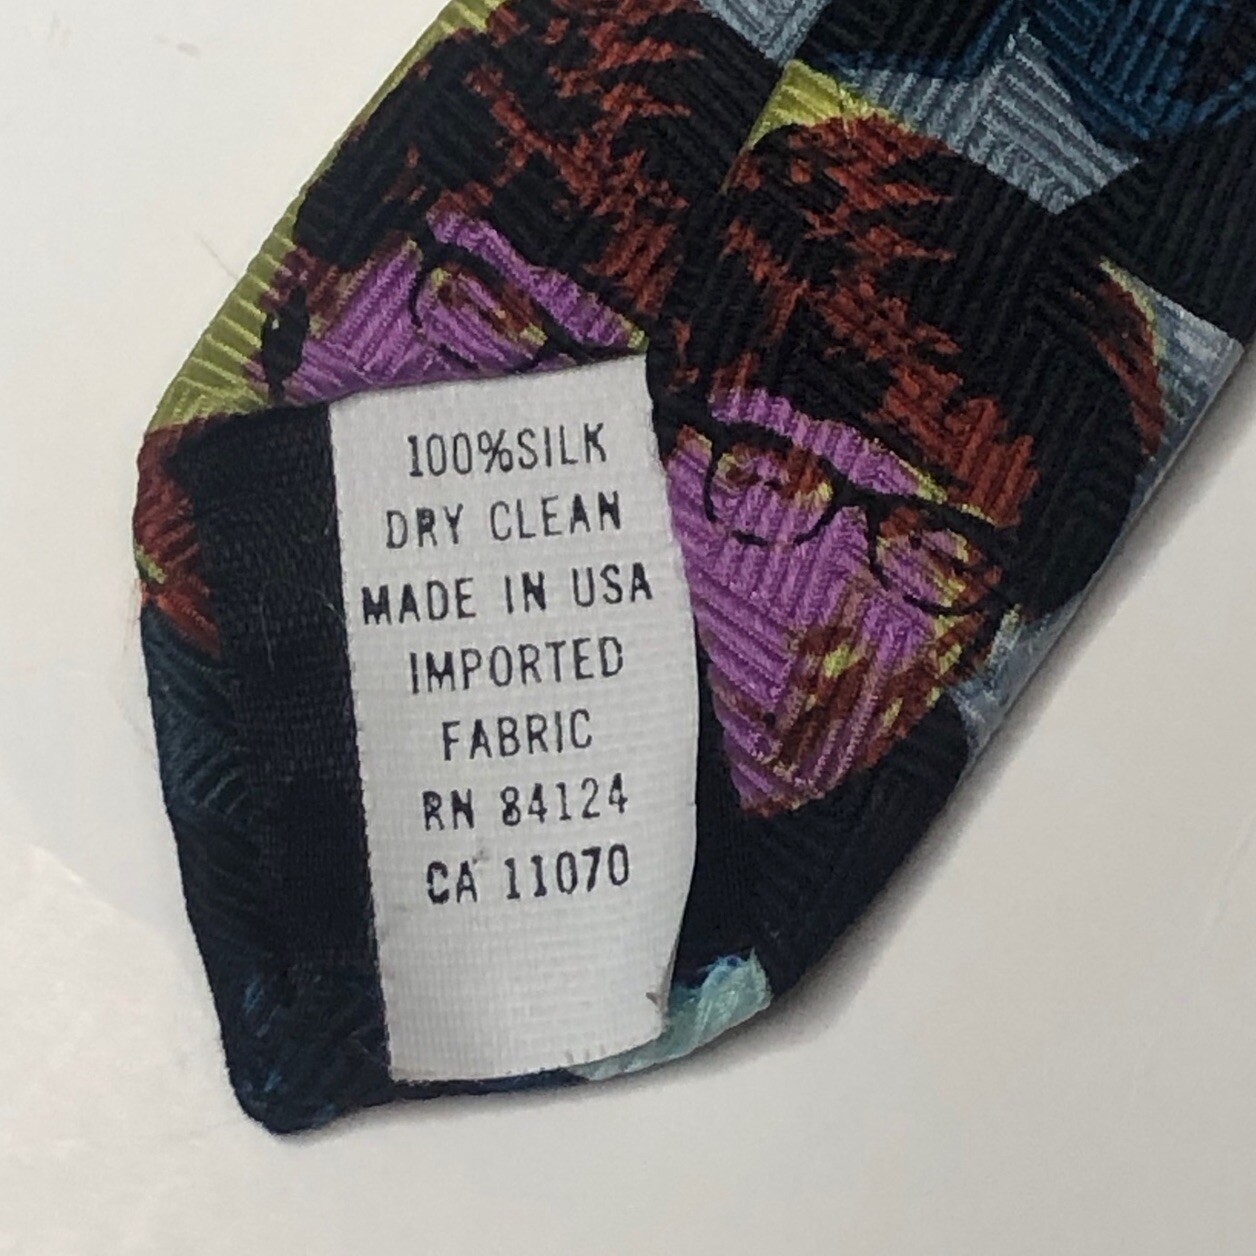 100%SILK
DRY CLEAN
MADE IN USA
IMPORTED
FABRIC
RN 84124
CA 11070